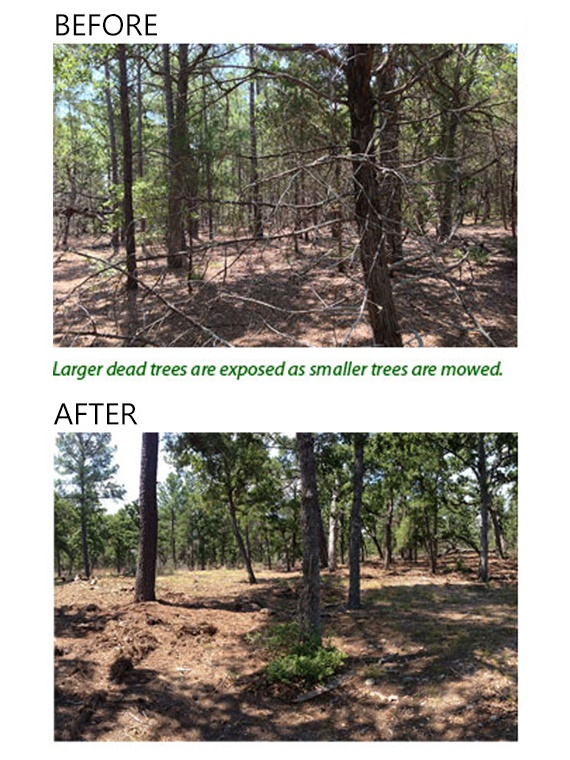 BEFORE
Larger dead trees are exposed as smaller trees are mowed.
AFTER